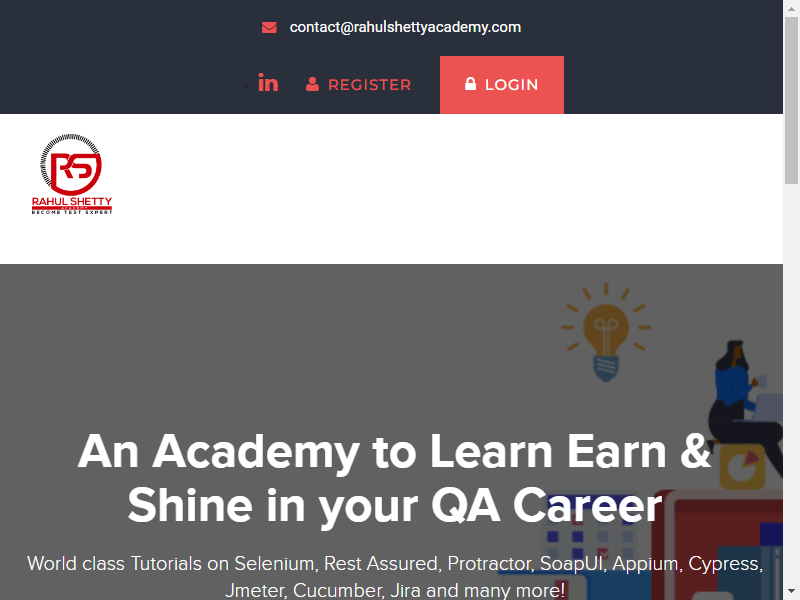 contact@rahulshettyacademy.com
in
REGISTER
LOGIN
RS
RAHUL SHETTY
ACADEMY
BECOME TEST EXPERT
An Academy to Learn Earn &
Shine in your QA Career
World class Tutorials on Selenium, Rest Assured, Protractor, SoapUI, Appium, Cypress,
Jmeter, Cucumber, Jira and many more!